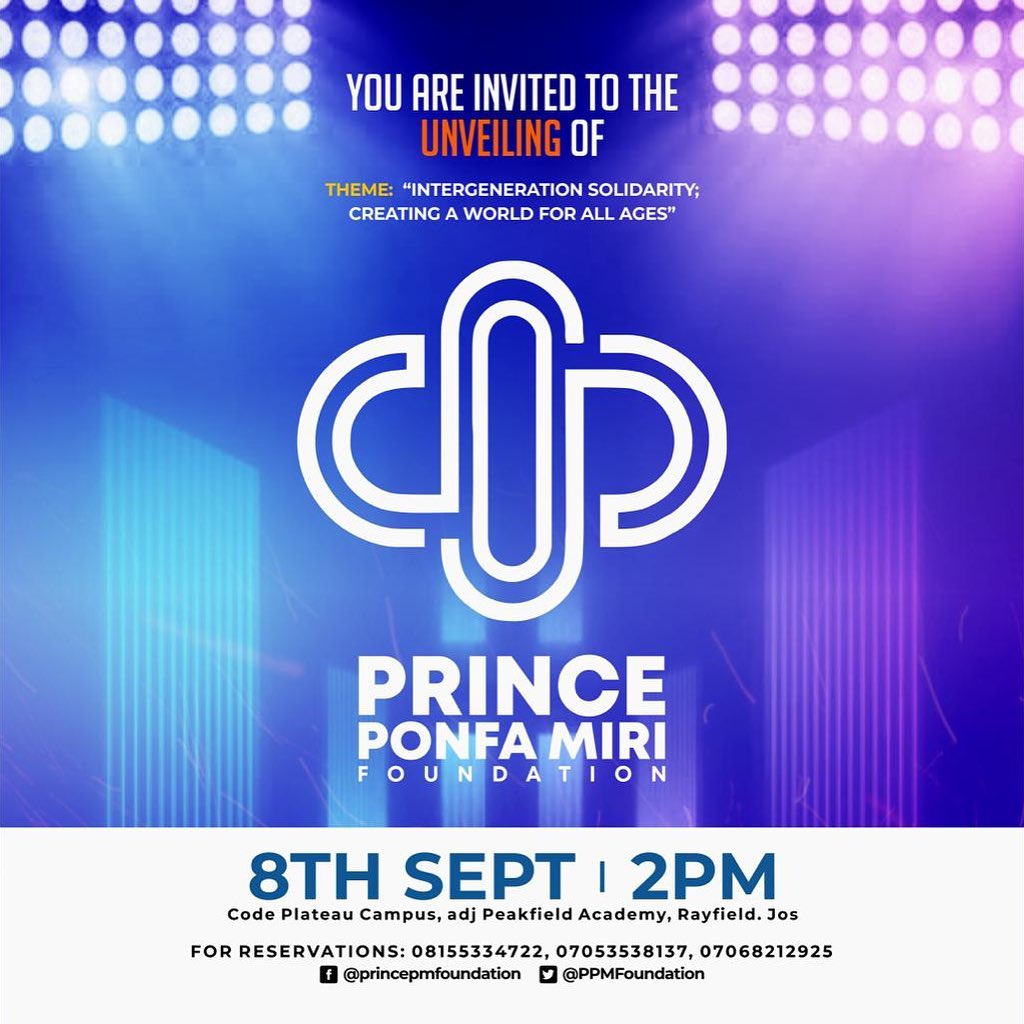 YOU ARE INVITED TO THE
UNVEILING OF
THEME: “INTERGENERATION SOLIDARITY;
CREATING A WORLD FOR ALL AGES”
PRINCE
PONFA MIRI
FOUNDATION
8TH SEPT | 2PM
Code Plateau Campus, adj Peakfield Academy, Rayfield. Jos
FOR RESERVATIONS: 08155334722, 07053538137, 07068212925
@princepmfoundation @PPMFoundation